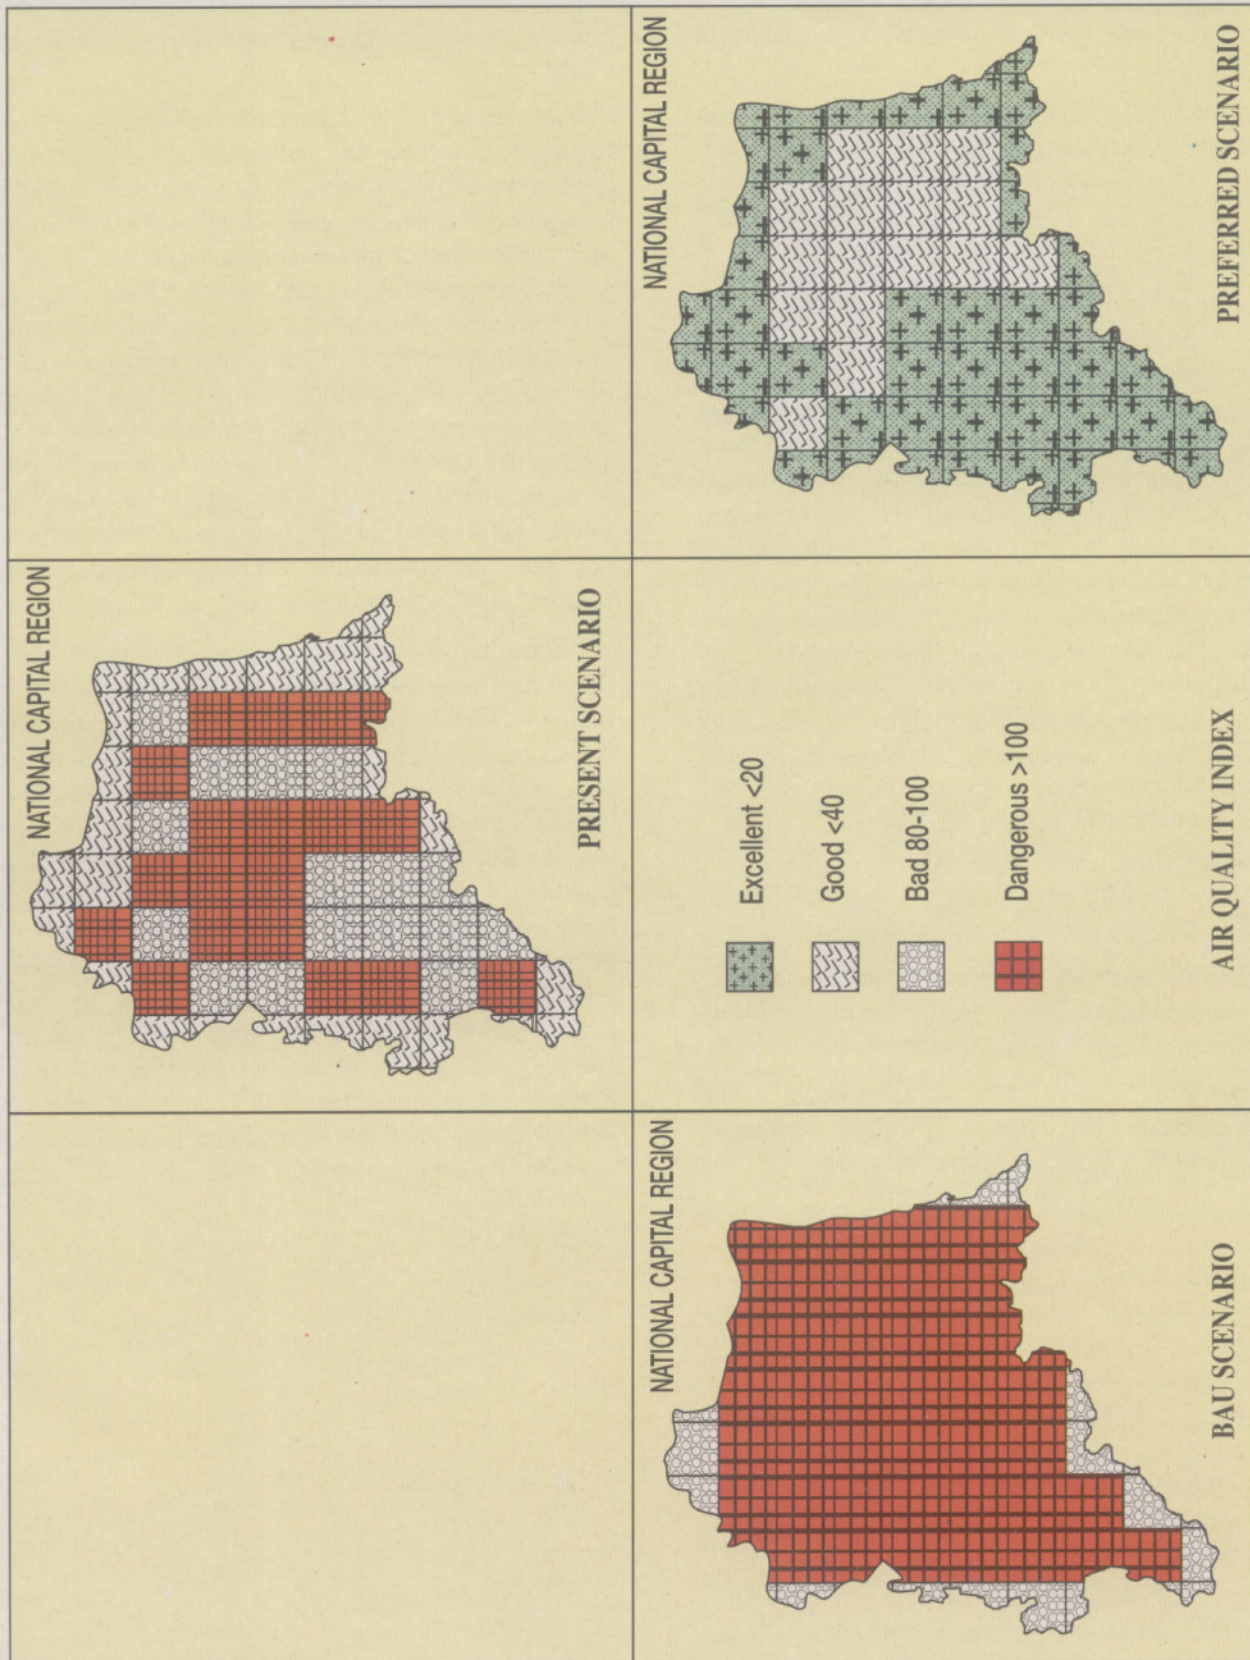 NATIONAL CAPITAL REGION
PRESENT SCENARIO
NATIONAL CAPITAL REGION
BAU SCENARIO
Excellent <20
Good <40
Bad 80-100
Dangerous >100
AIR QUALITY INDEX
NATIONAL CAPITAL REGION
PREFERRED SCENARIO